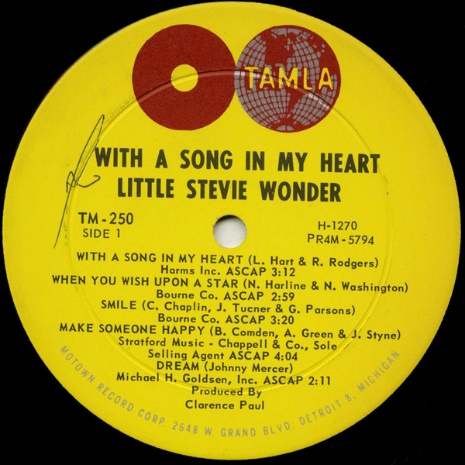 TAMLA
WITH A SONG IN MY HEART
LITTLE STEVIE WONDER
TM-250
SIDE 1
H-1270
PR4M-5794
WITH A SONG IN MY HEART (L. Hart & R. Rodgers)
Harms Inc. ASCAP 3:12
WHEN YOU WISH UPON A STAR (N. Harline & N. Washington)
Bourne Co. ASCAP 2:59
SMILE (C. Chaplin, J. Tucner & G. Parsons)
Bourne Co. ASCAP 3:20
MAKE SOMEONE HAPPY (B. Comden, A. Green & J. Styne)
Stratford Music - Chappell & Co., Sole
Selling Agent ASCAP 4:04
DREAM (Johnny Mercer)
Michael H. Goldsen, Inc. ASCAP 2:11
Produced By
Clarence Paul
MOTOWN RECORD CORP. 2648 W. GRAND BLVD. DETROIT 8, MICHIGAN